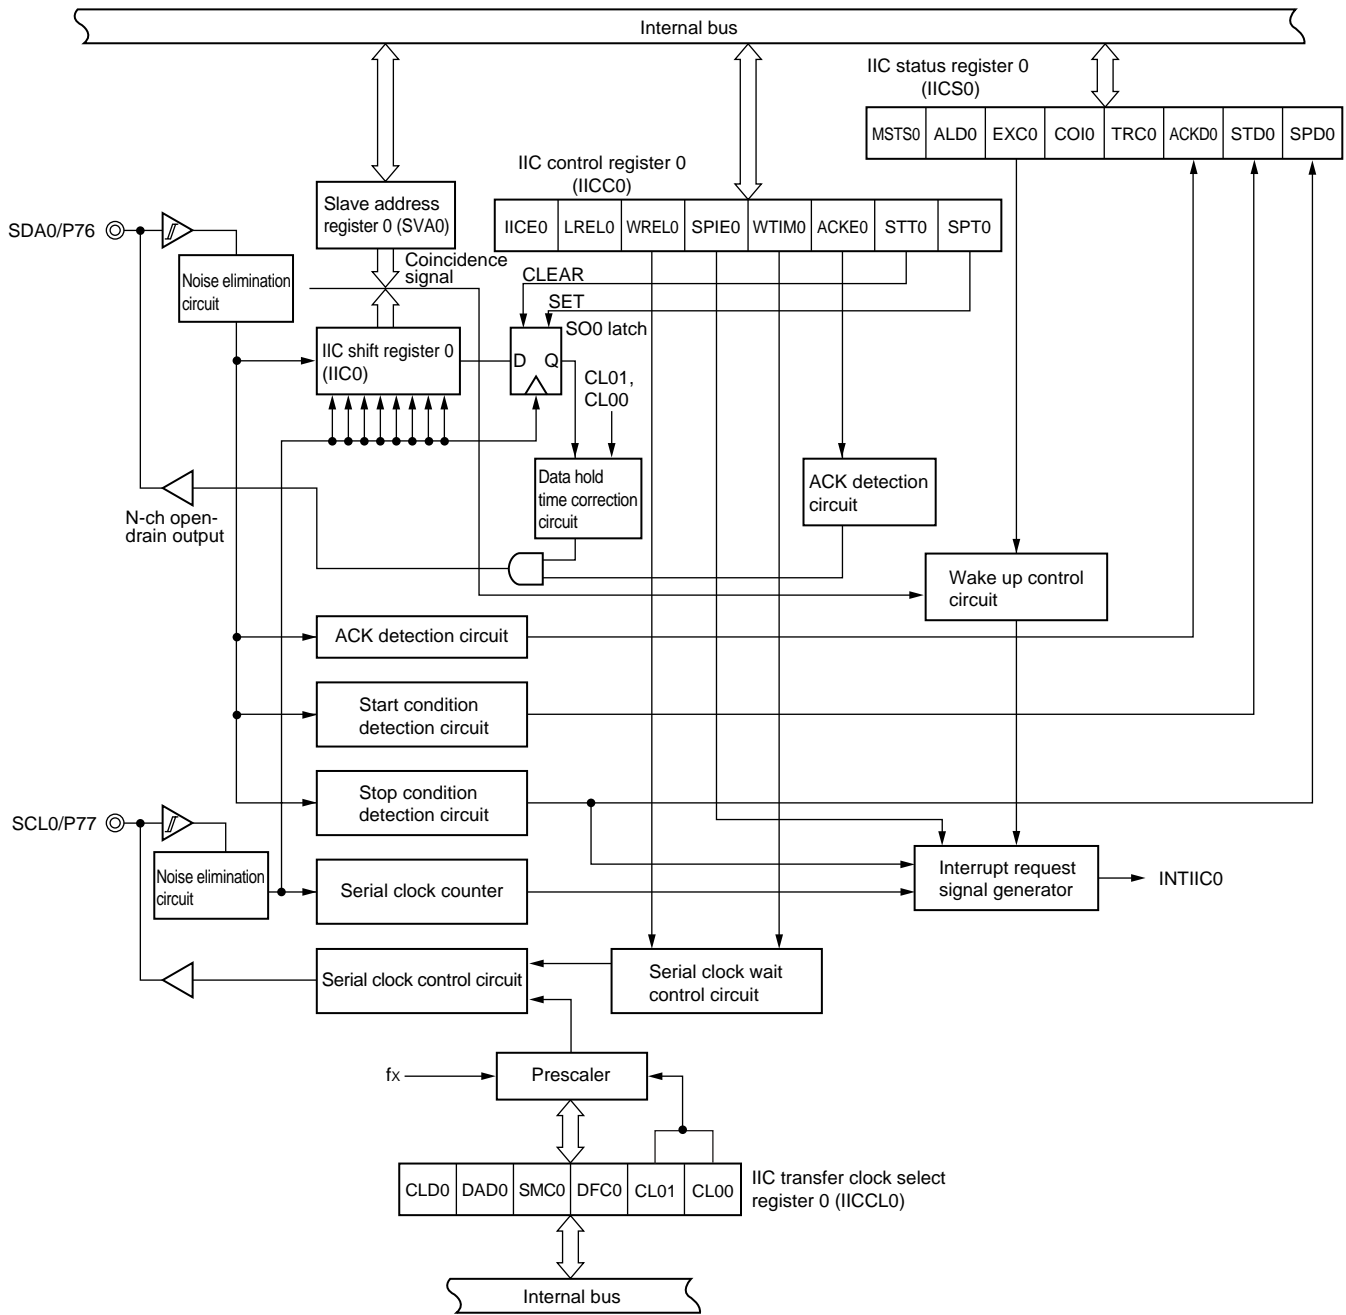 Internal bus
IIC status register 0
(IICS0)
MSTS0 ALD0 EXC0 COI0 TRC0 ACKD0 STD0 SPD0
IIC control register 0
(IICC0)
IICE0 LREL0 WREL0 SPIE0 WTIM0 ACKE0 STT0 SPT0
Slave address
register 0 (SVA0)
SDA0/P76
Noise elimination
circuit
Coincidence
signal
CLEAR
SET
SO0 latch
IIC shift register 0
(IIC0)
D Q
CL01,
CL00
Data hold
time correction
circuit
ACK detection
circuit
N-ch open-
drain output
Wake up control
circuit
ACK detection circuit
Start condition
detection circuit
Stop condition
detection circuit
SCL0/P77
Noise elimination
circuit
Serial clock counter
Interrupt request
signal generator
INTIIC0
Serial clock control circuit
Serial clock wait
control circuit
fx
Prescaler
CLD0 DAD0 SMC0 DFC0 CL01 CL00
IIC transfer clock select
register 0 (IICCL0)
Internal bus